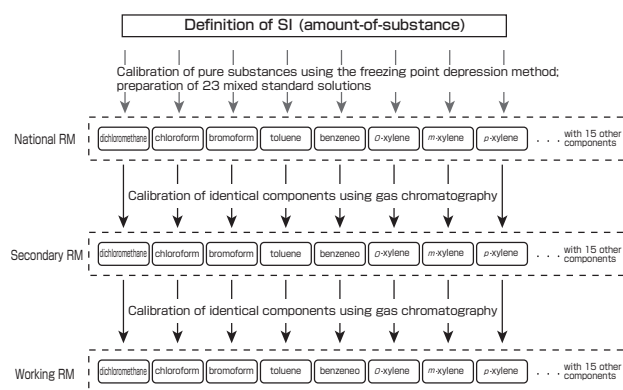 Definition of SI (amount-of-substance)
Calibration of pure substances using the freezing point depression method;
preparation of 23 mixed standard solutions
National RM
dichloromethane chloroform bromoform toluene benzeneo o-xylene m-xylene p-xylene · · · with 15 other
components
Calibration of identical components using gas chromatography
Secondary RM
dichloromethane chloroform bromoform toluene benzeneo o-xylene m-xylene p-xylene · · · with 15 other
components
Calibration of identical components using gas chromatography
Working RM
dichloromethane chloroform bromoform toluene benzeneo o-xylene m-xylene p-xylene · · · with 15 other
components